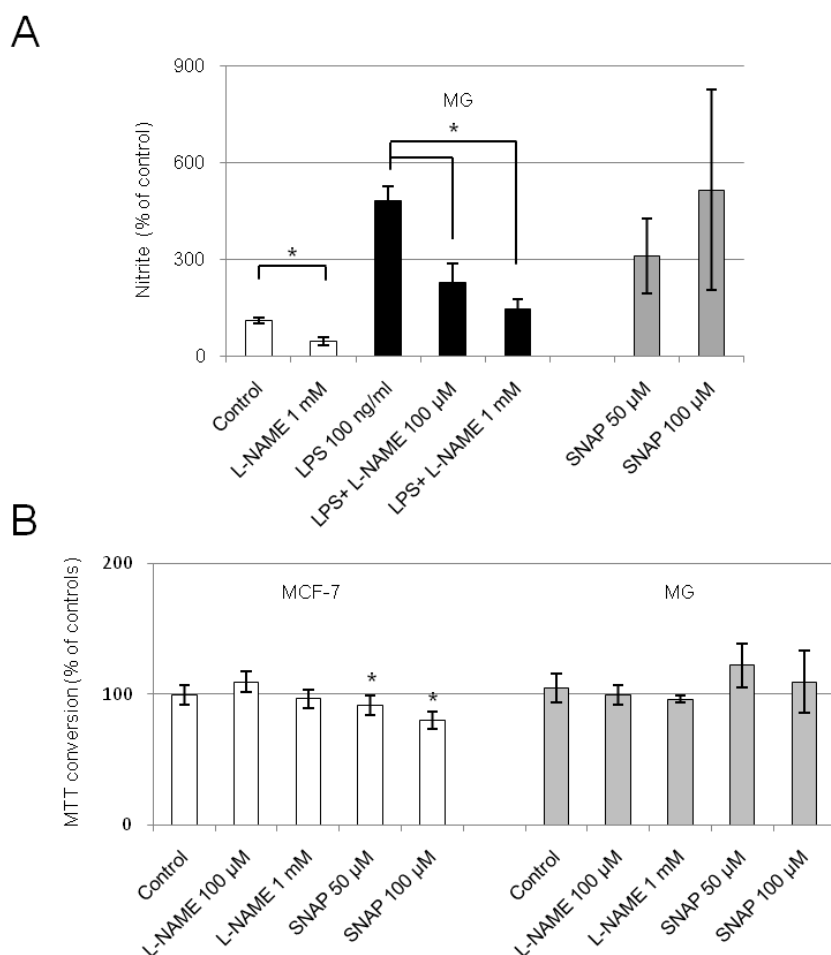 A
Nitrite (% of control)
900
600
300
0
MG
*
*
Control
L-NAME 1 mM
LPS 100 ng/ml
LPS+ L-NAME 100 µM
LPS+ L-NAME 1 mM
SNAP 50 µM
SNAP 100 µM
B
MTT conversion (% of controls)
200
100
0
MCF-7
MG
*
*
Control
L-NAME 100 µM
L-NAME 1 mM
SNAP 50 µM
SNAP 100 µM
Control
L-NAME 100 µM
L-NAME 1 mM
SNAP 50 µM
SNAP 100 µM